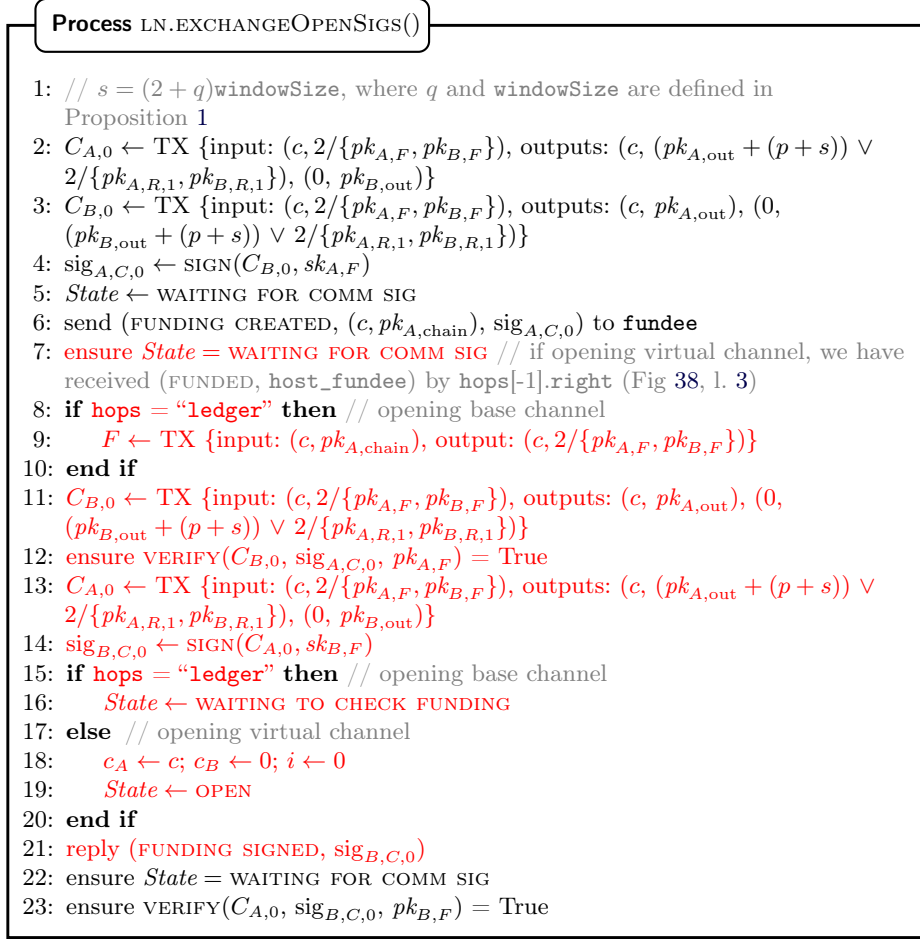 Process LN.EXCHANGEOPENSIGS()
1: // s = (2 + q)windowSize, where q and windowSize are defined in
Proposition 1
2: C_{A,0} ← TX {input: (c, 2/{pk_{A,F}, pk_{B,F}}), outputs: (c, (pk_{A,out} + (p + s)) ∨
2/{pk_{A,R,1}, pk_{B,R,1}}), (0, pk_{B,out})}
3: C_{B,0} ← TX {input: (c, 2/{pk_{A,F}, pk_{B,F}}), outputs: (c, pk_{A,out}), (0,
(pk_{B,out} + (p + s)) ∨ 2/{pk_{A,R,1}, pk_{B,R,1}})}
4: sig_{A,C,0} ← SIGN(C_{B,0}, sk_{A,F})
5: State ← WAITING FOR COMM SIG
6: send (FUNDING CREATED, (c, pk_{A,chain}), sig_{A,C,0}) to fundee
7: ensure State = WAITING FOR COMM SIG // if opening virtual channel, we have
received (FUNDED, host_fundee) by hops[-1].right (Fig 38, l. 3)
8: if hops = “ledger” then // opening base channel
9: F ← TX {input: (c, pk_{A,chain}), output: (c, 2/{pk_{A,F}, pk_{B,F}})}
10: end if
11: C_{B,0} ← TX {input: (c, 2/{pk_{A,F}, pk_{B,F}}), outputs: (c, pk_{A,out}), (0,
(pk_{B,out} + (p + s)) ∨ 2/{pk_{A,R,1}, pk_{B,R,1}})}
12: ensure VERIFY(C_{B,0}, sig_{A,C,0}, pk_{A,F}) = True
13: C_{A,0} ← TX {input: (c, 2/{pk_{A,F}, pk_{B,F}}), outputs: (c, (pk_{A,out} + (p + s)) ∨
2/{pk_{A,R,1}, pk_{B,R,1}}), (0, pk_{B,out})}
14: sig_{B,C,0} ← SIGN(C_{A,0}, sk_{B,F})
15: if hops = “ledger” then // opening base channel
16: State ← WAITING TO CHECK FUNDING
17: else // opening virtual channel
18: c_A ← c; c_B ← 0; i ← 0
19: State ← OPEN
20: end if
21: reply (FUNDING SIGNED, sig_{B,C,0})
22: ensure State = WAITING FOR COMM SIG
23: ensure VERIFY(C_{A,0}, sig_{B,C,0}, pk_{B,F}) = True